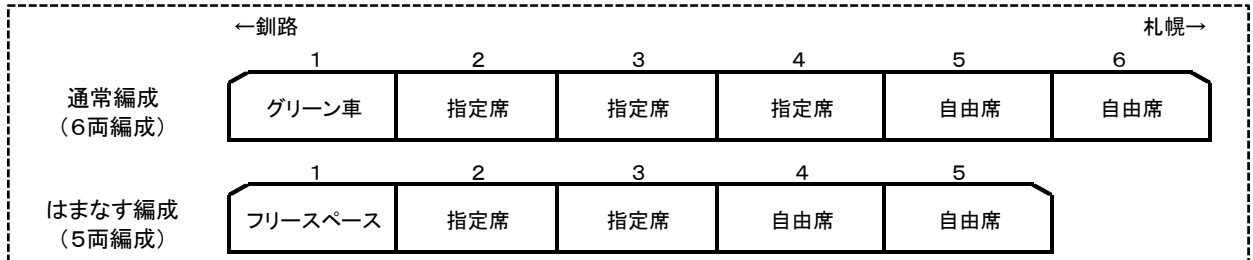 ←釧路 札幌→
1 2 3 4 5 6
通常編成
(6両編成)
グリーン車 指定席 指定席 指定席 自由席 自由席
1 2 3 4 5
はまなす編成
(5両編成)
フリースペース 指定席 指定席 自由席 自由席